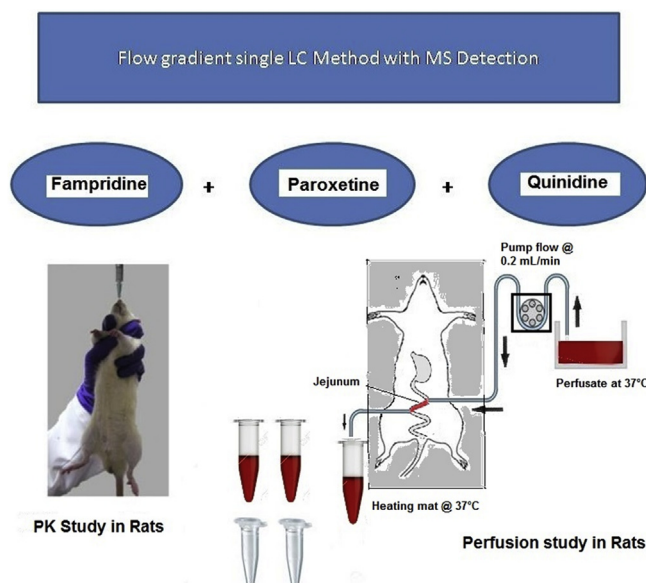 Flow gradient single LC Method with MS Detection
Fampridine + Paroxetine + Quinidine
Pump flow @
0.2 mL/min
Jejunum
Perfusate at 37°C
Heating mat @ 37°C
PK Study in Rats
Perfusion study in Rats